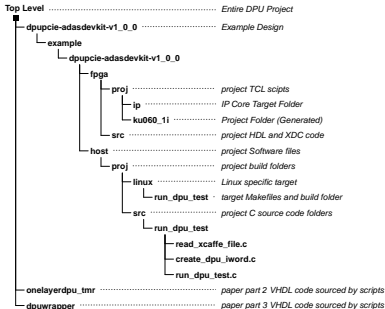 Top Level Entire DPU Project
dpupcie-adasdevkit-v1_0_0 Example Design
example
dpupcie-adasdevkit-v1_0_0
fpga
proj project TCL scipts
ip IP Core Target Folder
ku060_1i Project Folder (Generated)
src project HDL and XDC code
host project Software files
proj project build folders
linux Linux specific target
run_dpu_test target Makefiles and build folder
src project C source code folders
run_dpu_test
read_xcaffe_file.c
create_dpu_iword.c
run_dpu_test.c
onelayerdpu_tmr paper part 2 VHDL code sourced by scripts
dpuwrapper paper part 3 VHDL code sourced by scripts